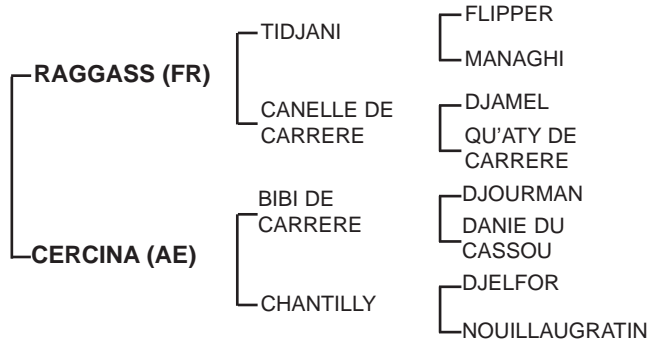 FLIPPER
TIDJANI
MANAGHI
RAGGASS (FR)
DJAMEL
CANELLE DE
CARRERE
QU'ATY DE
CARRERE
DJOURMAN
BIBI DE
CARRERE
DANIE DU
CASSOU
CERCINA (AE)
DJELFOR
CHANTILLY
NOUILLAUGRATIN